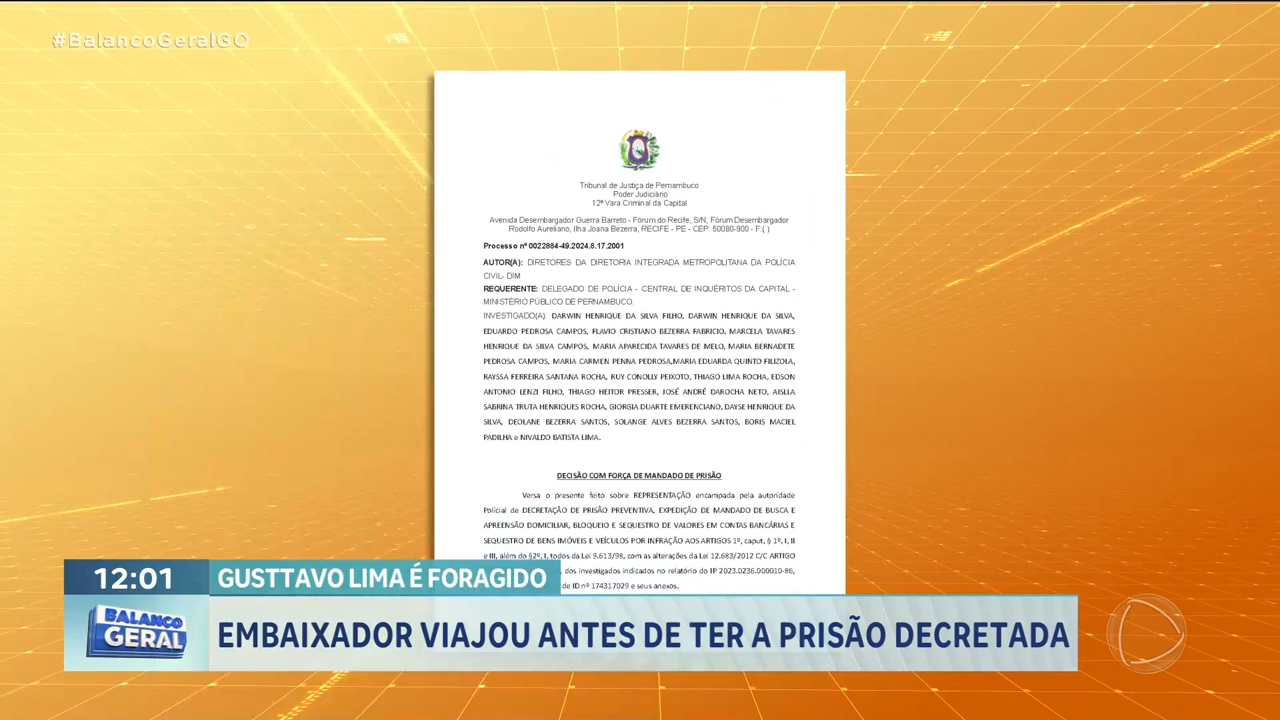 #BalancoGeralGO
Tribunal de Justiça de Pernambuco
Poder Judiciário
12ª Vara Criminal da Capital
Avenida Desembargador Guerra Barreto - Fórum do Recife, S/N, Fórum Desembargador
Rodolfo Aureliano, Ilha Joana Bezerra, RECIFE - PE - CEP: 50080-900 - F:( )
Processo nº 0022884-49.2024.8.17.2001
AUTOR(A): DIRETORES DA DIRETORIA INTEGRADA METROPOLITANA DA POLÍCIA
CIVIL- DIM
REQUERENTE: DELEGADO DE POLÍCIA - CENTRAL DE INQUÉRITOS DA CAPITAL -
MINISTÉRIO PÚBLICO DE PERNAMBUCO.
INVESTIGADO(A): DARWIN HENRIQUE DA SILVA FILHO, DARWIN HENRIQUE DA SILVA,
EDUARDO PEDROSA CAMPOS, FLAVIO CRISTIANO BEZERRA FABRICIO, MARCELA TAVARES
HENRIQUE DA SILVA CAMPOS, MARIA APARECIDA TAVARES DE MELO, MARIA BERNADETE
PEDROSA CAMPOS, MARIA CARMEN PENNA PEDROSA,MARIA EDUARDA QUINTO FILIZOLA,
RAYSSA FERREIRA SANTANA ROCHA, RUY CONOLLY PEIXOTO, THIAGO LIMA ROCHA, EDSON
ANTONIO LENZI FILHO, THIAGO HEITOR PRESSER, JOSÉ ANDRÉ DAROCHA NETO, AISLLA
SABRINA TRUTA HENRIQUES ROCHA, GIORGIA DUARTE EMERENCIANO, DAYSE HENRIQUE DA
SILVA, DEOLANE BEZERRA SANTOS, SOLANGE ALVES BEZERRA SANTOS, BORIS MACIEL
PADILHA e NIVALDO BATISTA LIMA.
DECISÃO COM FORÇA DE MANDADO DE PRISÃO
Versa o presente feito sobre REPRESENTAÇÃO encampada pela autoridade
Policial de DECRETAÇÃO DE PRISÃO PREVENTIVA, EXPEDIÇÃO DE MANDADO DE BUSCA E
APREENSÃO DOMICILIAR, BLOQUEIO E SEQUESTRO DE VALORES EM CONTAS BANCÁRIAS E
SEQUESTRO DE BENS IMÓVEIS E VEÍCULOS POR INFRAÇÃO AOS ARTIGOS 1º, caput, § 1º, I, II
e III, além do §2º, I, todos da Lei 9.613/98, com as alterações da Lei 12.683/2012 C/C ARTIGO
, dos investigados indicados no relatório do IP 2023.0236.000010-86,
de ID nº 174317029 e seus anexos.
12:01 GUSTTAVO LIMA É FORAGIDO
BALANÇO
GERAL
EMBAIXADOR VIAJOU ANTES DE TER A PRISÃO DECRETADA